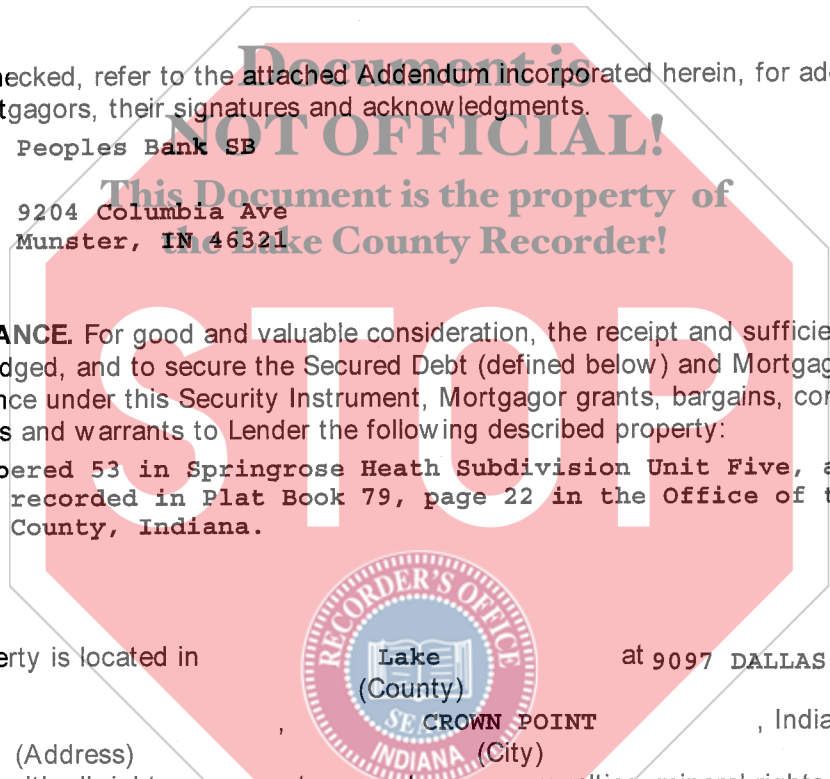 Document is
hecked, refer to the attached Addendum incorporated herein, for ad
tgagors, their signatures and acknowledgments.
NOT OFFICIAL!
Peoples Bank SB
This Document is the property of
9204 Columbia Ave
the Lake County Recorder!
Munster, IN 46321
STOP
ANCE. For good and valuable consideration, the receipt and sufficie
dged, and to secure the Secured Debt (defined below) and Mortgag
nce under this Security Instrument, Mortgagor grants, bargains, con
s and warrants to Lender the following described property:
bered 53 in Springrose Heath Subdivision Unit Five, a
recorded in Plat Book 79, page 22 in the Office of t
County, Indiana.
RECORDER'S OFFICE
erty is located in Lake at 9097 DALLAS
(County)
, CROWN POINT , India
SEAL
(Address) (City)
INDIANA